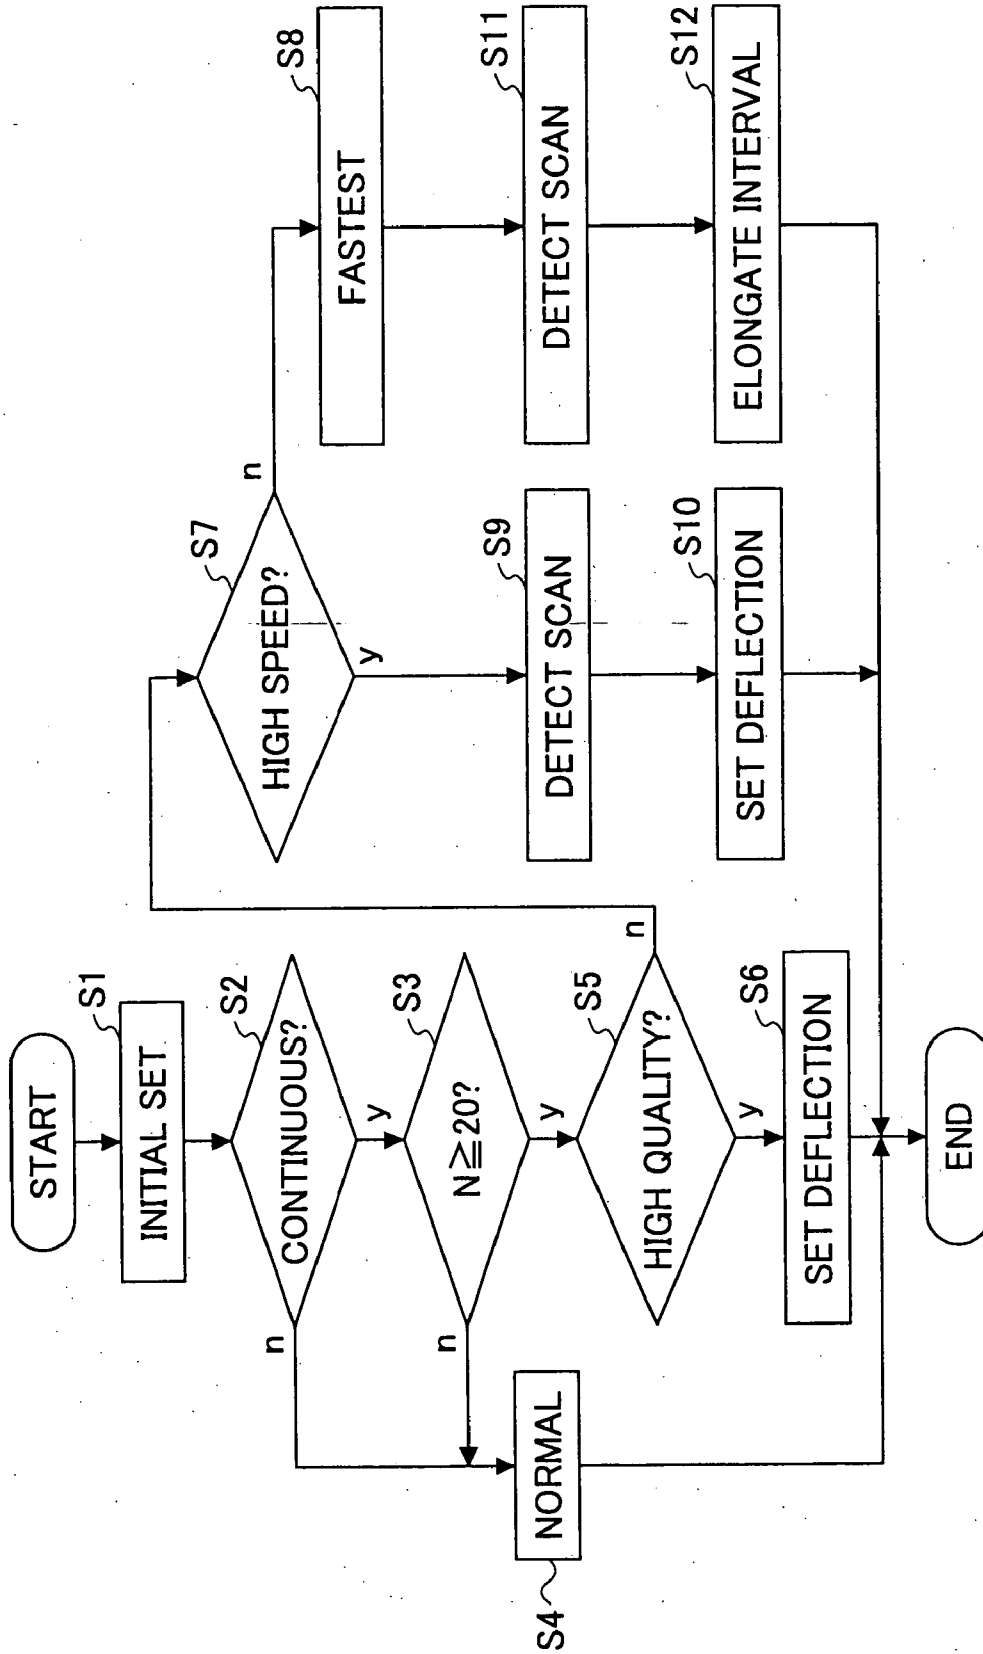 START
S1
INITIAL SET
S2
CONTINUOUS?
n
y
S3
N≧20?
n
y
S4
NORMAL
S5
HIGH QUALITY?
n
y
S6
SET DEFLECTION
END
S7
HIGH SPEED?
n
y
S8
FASTEST
S9
DETECT SCAN
S10
SET DEFLECTION
S11
DETECT SCAN
S12
ELONGATE INTERVAL